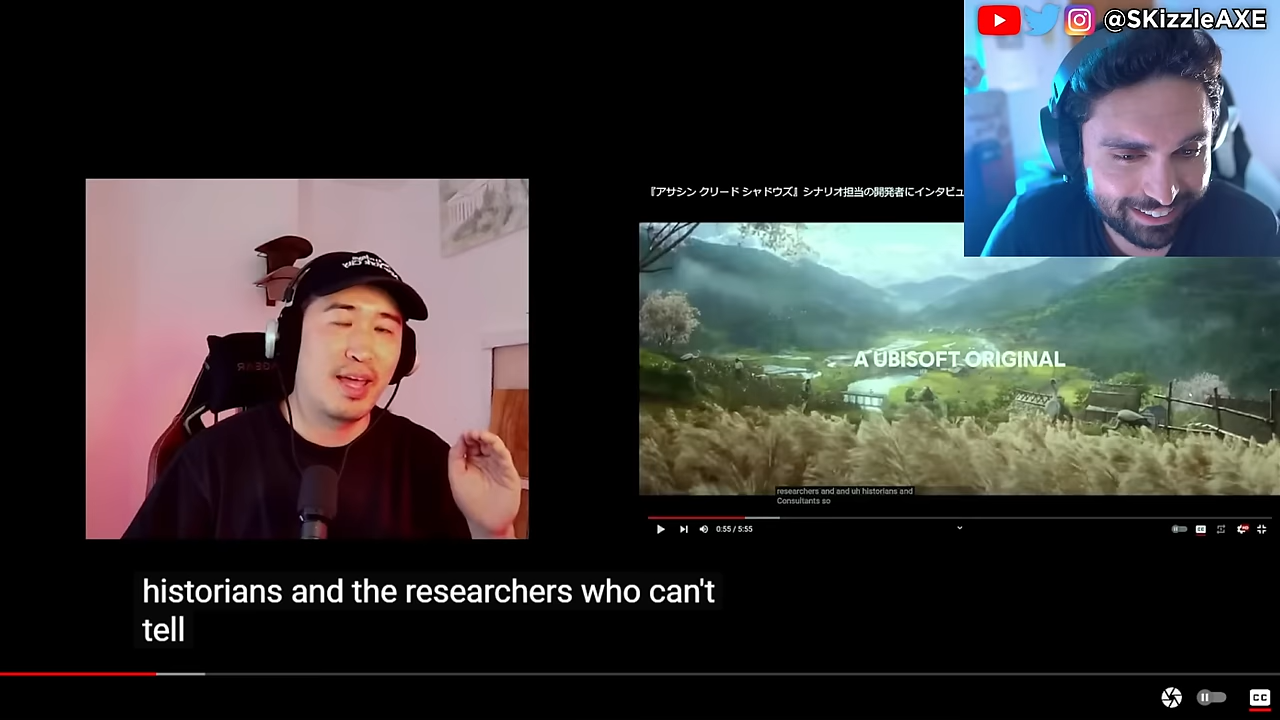 @SKizzleAXE
『アサシン クリード シャドウズ』シナリオ担当の開発者にインタビュ
A UBISOFT ORIGINAL
researchers and and uh historians and
Consultants so
0:55 / 5:55
historians and the researchers who can't
tell
CC